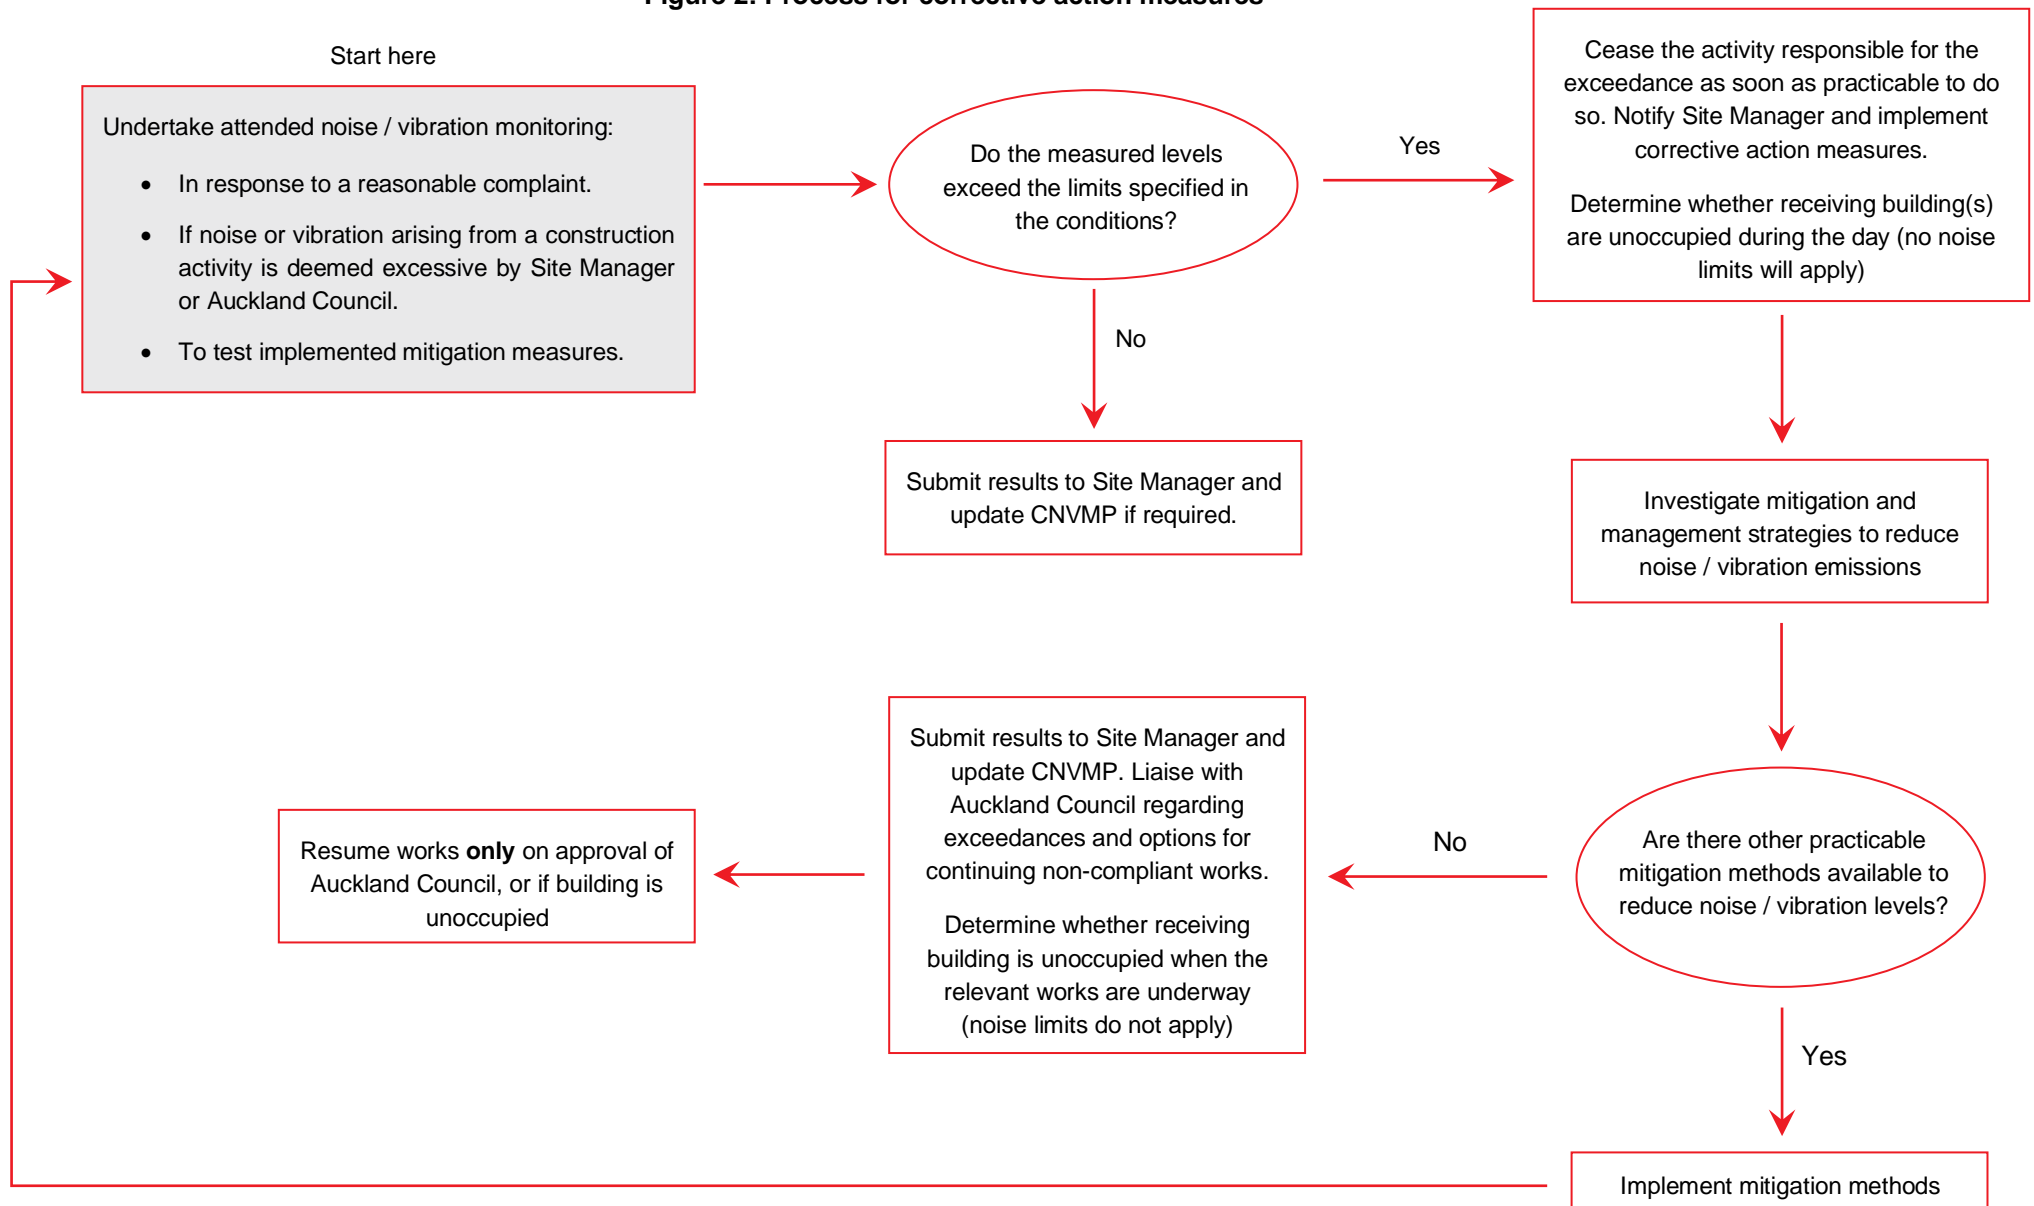 Figure 2: Process for corrective action measures
Start here
Undertake attended noise / vibration monitoring:
• In response to a reasonable complaint.
• If noise or vibration arising from a construction
activity is deemed excessive by Site Manager
or Auckland Council.
• To test implemented mitigation measures.
Do the measured levels
exceed the limits specified in
the conditions?
Yes
Cease the activity responsible for the
exceedance as soon as practicable to do
so. Notify Site Manager and implement
corrective action measures.
Determine whether receiving building(s)
are unoccupied during the day (no noise
limits will apply)
No
Submit results to Site Manager and
update CNVMP if required.
Investigate mitigation and
management strategies to reduce
noise / vibration emissions
Are there other practicable
mitigation methods available to
reduce noise / vibration levels?
No
Submit results to Site Manager and
update CNVMP. Liaise with
Auckland Council regarding
exceedances and options for
continuing non-compliant works.
Determine whether receiving
building is unoccupied when the
relevant works are underway
(noise limits do not apply)
Resume works only on approval of
Auckland Council, or if building is
unoccupied
Yes
Implement mitigation methods